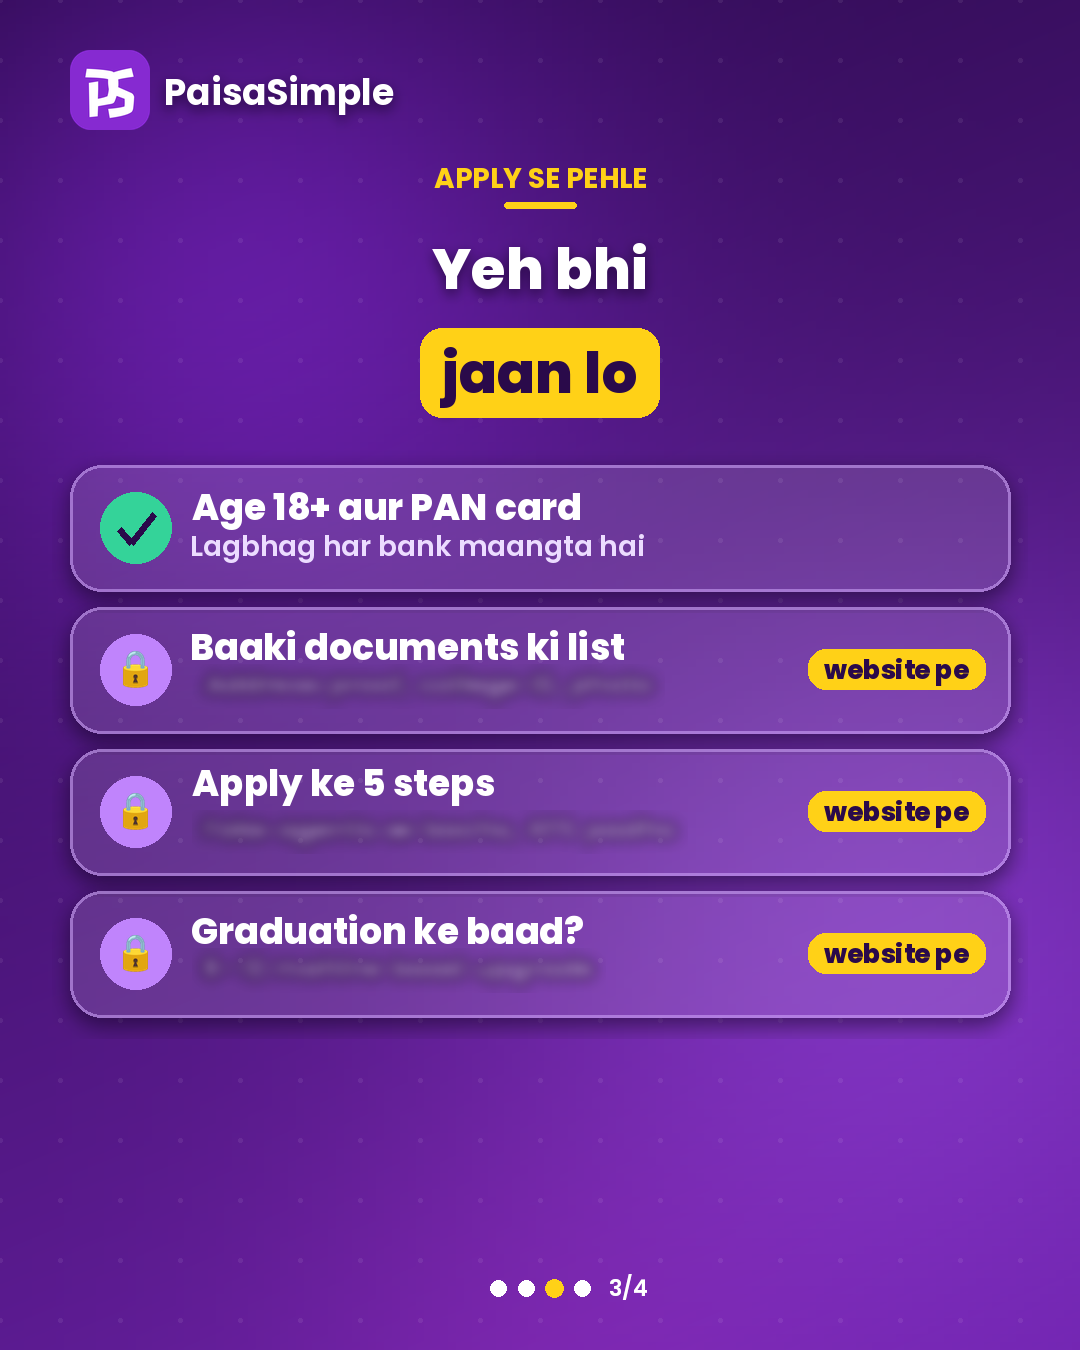 PaisaSimple
APPLY SE PEHLE
Yeh bhi
jaan lo
Age 18+ aur PAN card
Lagbhag har bank maangta hai
Baaki documents ki list
website pe
Apply ke 5 steps
website pe
Graduation ke baad?
website pe
3/4